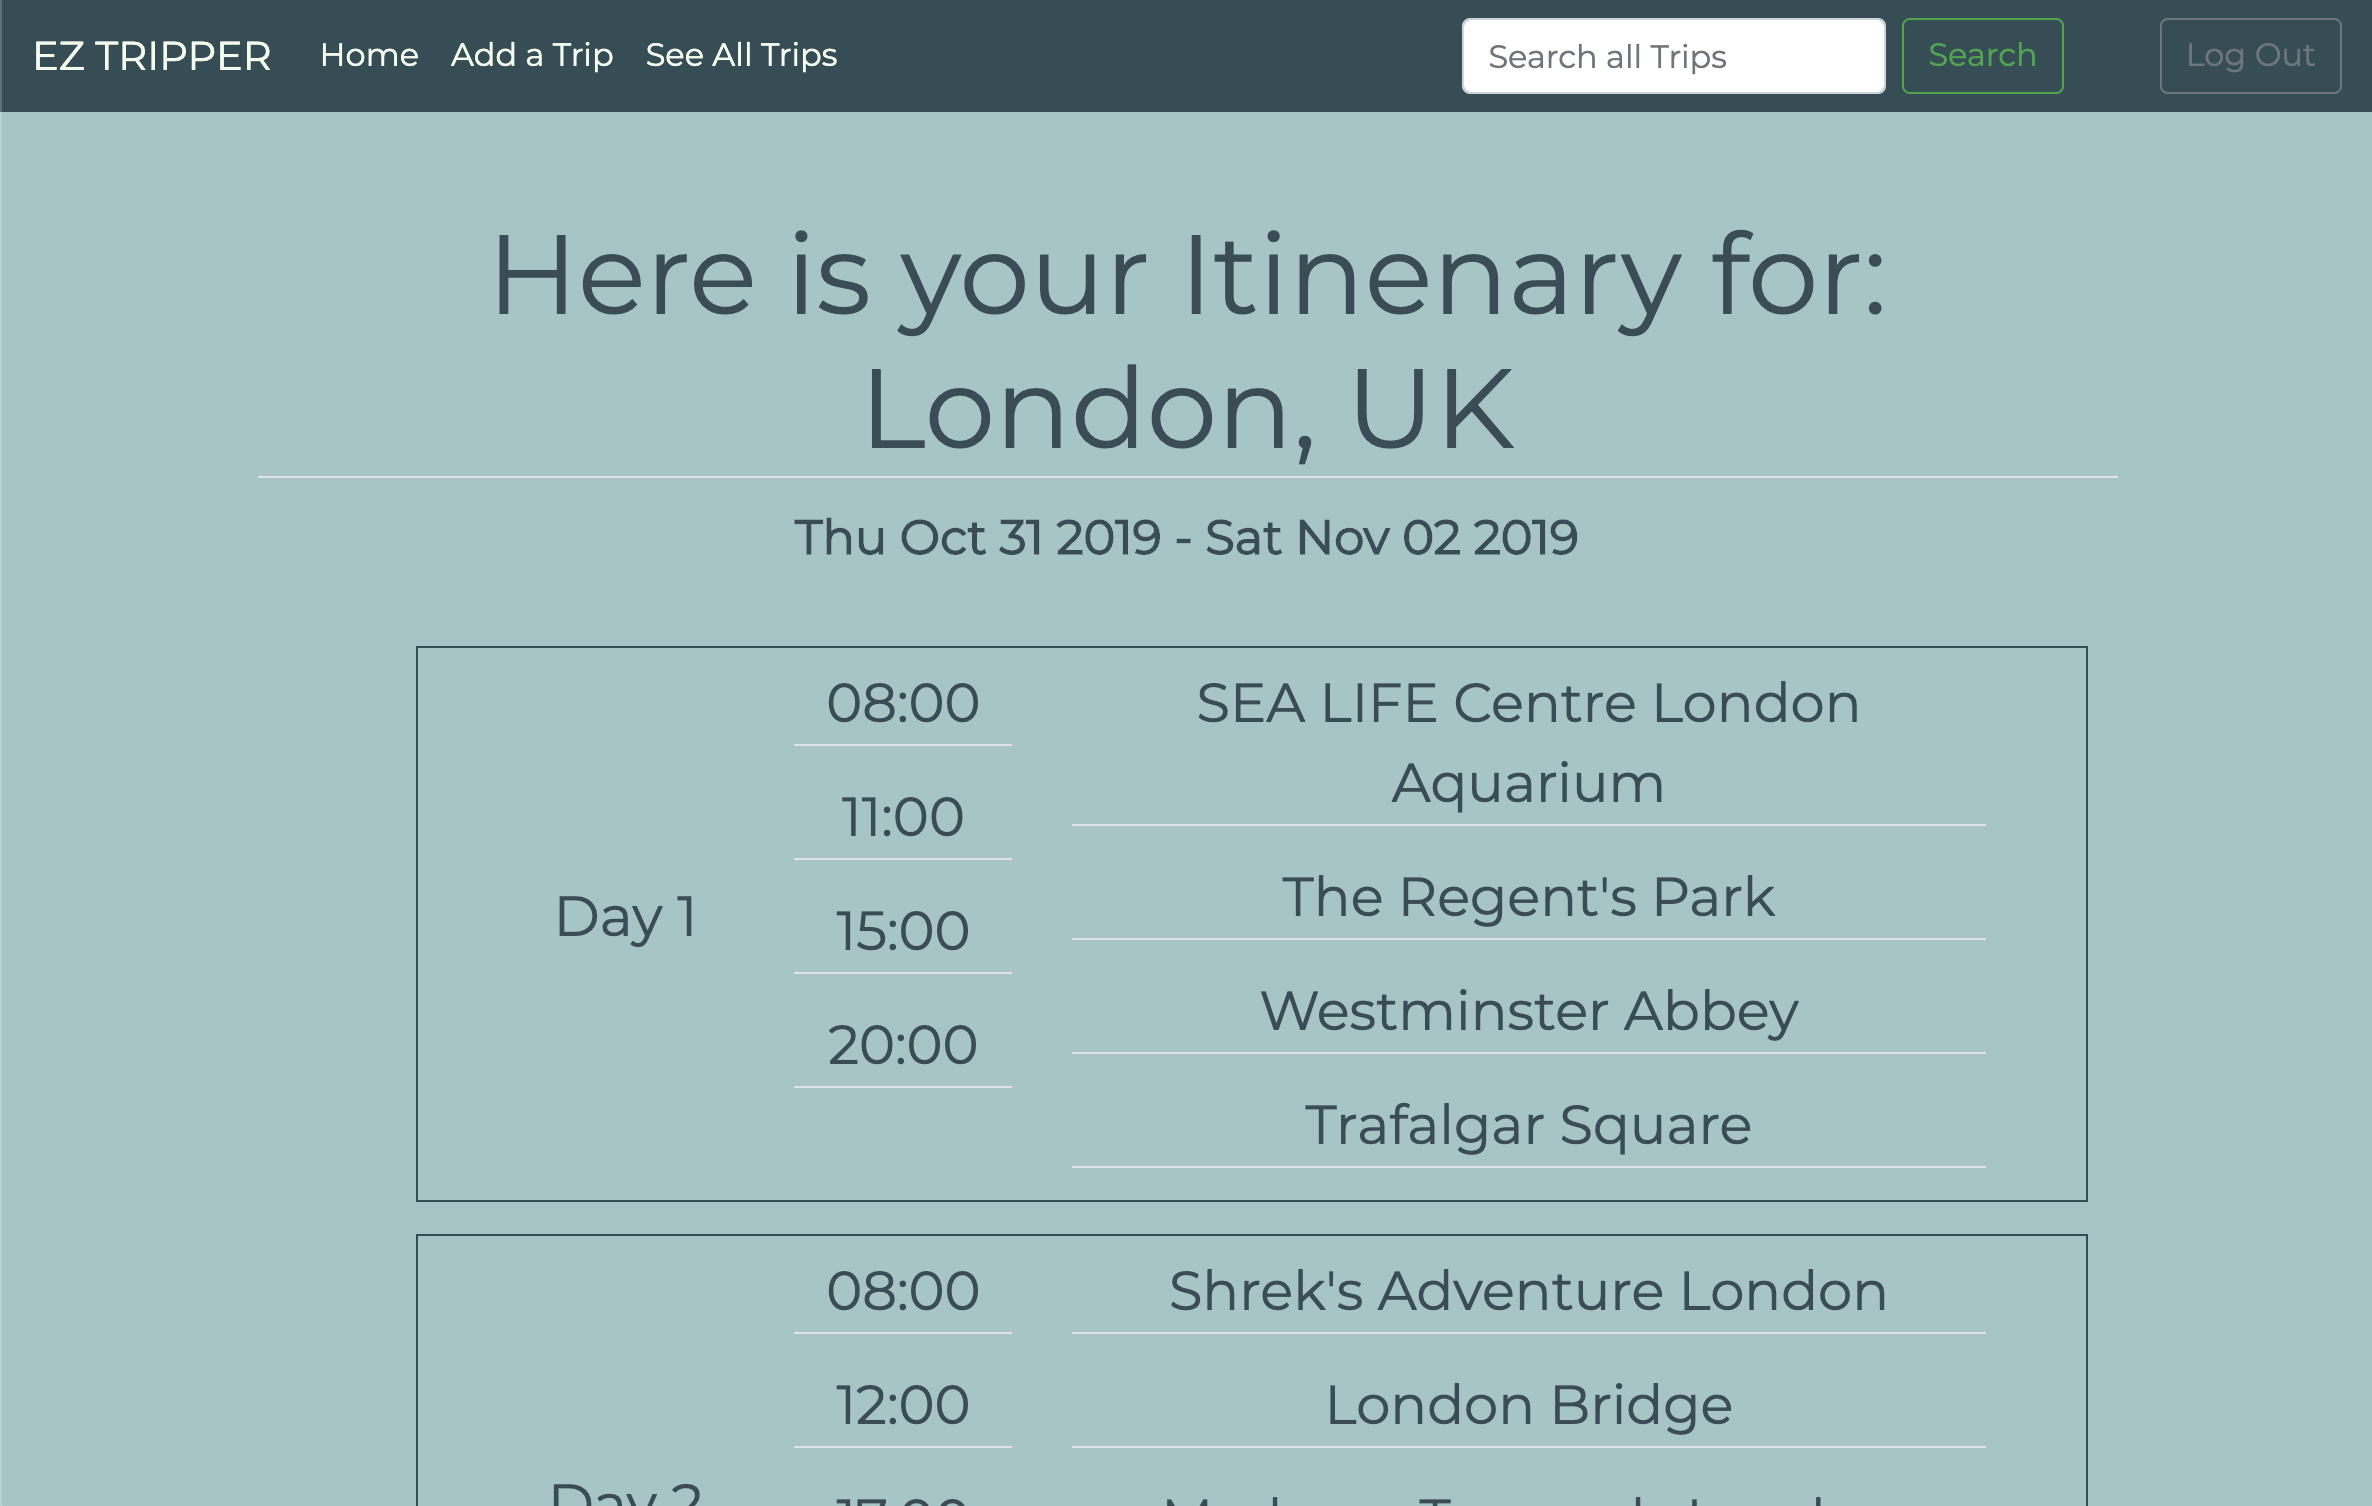 EZ TRIPPER Home Add a Trip See All Trips Search all Trips Search Log Out
Here is your Itinenary for:
London, UK
Thu Oct 31 2019 - Sat Nov 02 2019
Day 1
08:00
11:00
15:00
20:00
SEA LIFE Centre London
Aquarium
The Regent's Park
Westminster Abbey
Trafalgar Square
Day 2
08:00
12:00
Shrek's Adventure London
London Bridge